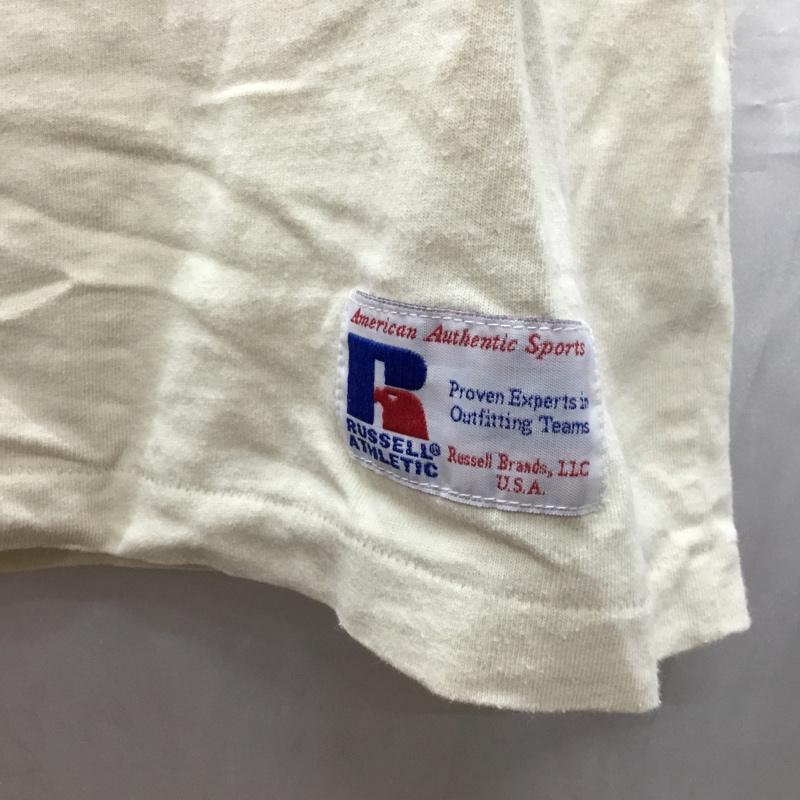 American Authentic Sports
RUSSELL®
ATHLETIC
Proven Experts in
Outfitting Teams
Russell Brands, LLC
U.S.A.